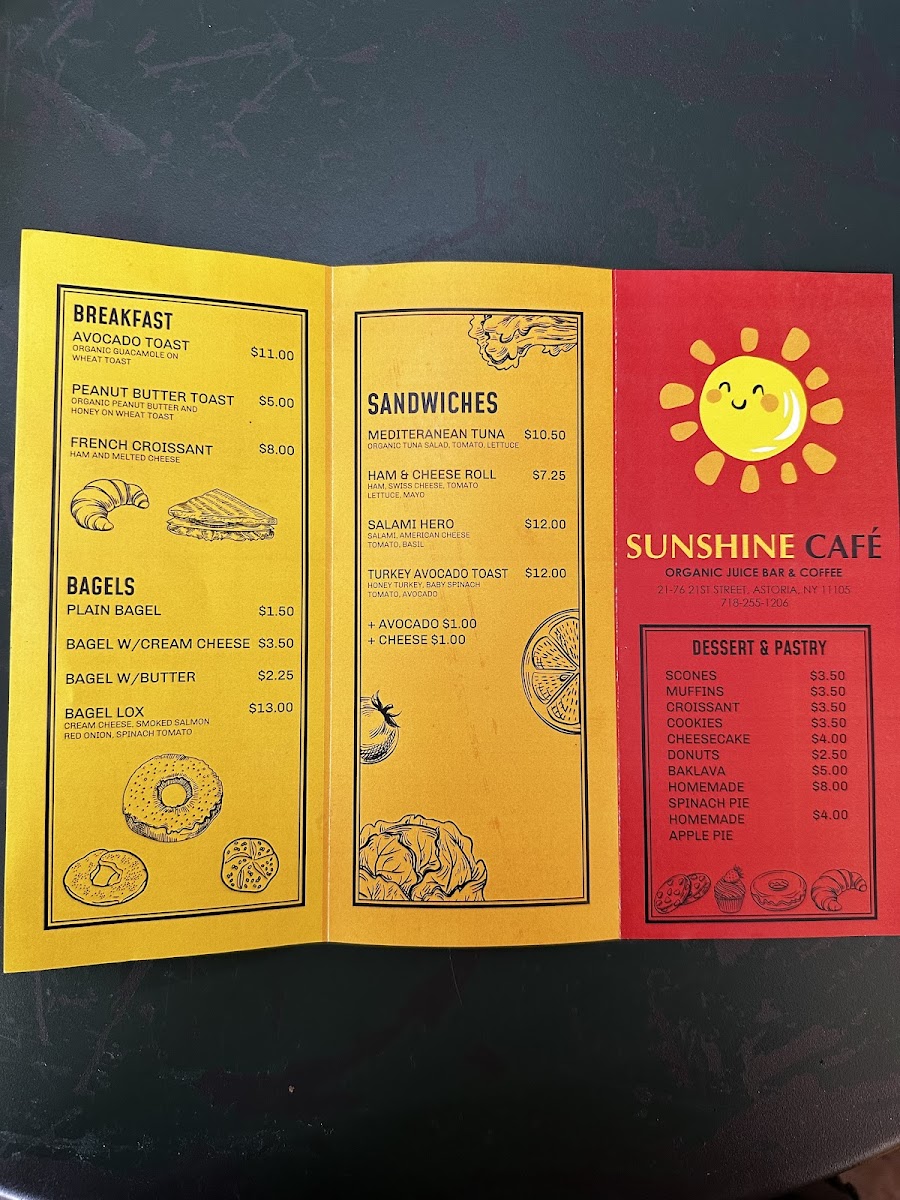 BREAKFAST
AVOCADO TOAST $11.00
ORGANIC GUACAMOLE ON
WHEAT TOAST
PEANUT BUTTER TOAST $5.00
ORGANIC PEANUT BUTTER AND
HONEY ON WHEAT TOAST
FRENCH CROISSANT $8.00
HAM AND MELTED CHEESE
BAGELS
PLAIN BAGEL $1.50
BAGEL W/CREAM CHEESE $3.50
BAGEL W/BUTTER $2.25
BAGEL LOX $13.00
CREAM CHEESE, SMOKED SALMON
RED ONION, SPINACH TOMATO
SANDWICHES
MEDITERANEAN TUNA $10.50
ORGANIC TUNA SALAD, TOMATO, LETTUCE
HAM & CHEESE ROLL $7.25
HAM, SWISS CHEESE, TOMATO
LETTUCE, MAYO
SALAMI HERO $12.00
SALAMI, AMERICAN CHEESE
TOMATO, BASIL
TURKEY AVOCADO TOAST $12.00
HONEY TURKEY, BABY SPINACH
TOMATO, AVOCADO
+ AVOCADO $1.00
+ CHEESE $1.00
SUNSHINE CAFÉ
ORGANIC JUICE BAR & COFFEE
21-76 21ST STREET, ASTORIA, NY 11105
718-255-1206
DESSERT & PASTRY
SCONES $3.50
MUFFINS $3.50
CROISSANT $3.50
COOKIES $3.50
CHEESECAKE $4.00
DONUTS $2.50
BAKLAVA $5.00
HOMEMADE $8.00
SPINACH PIE
HOMEMADE $4.00
APPLE PIE